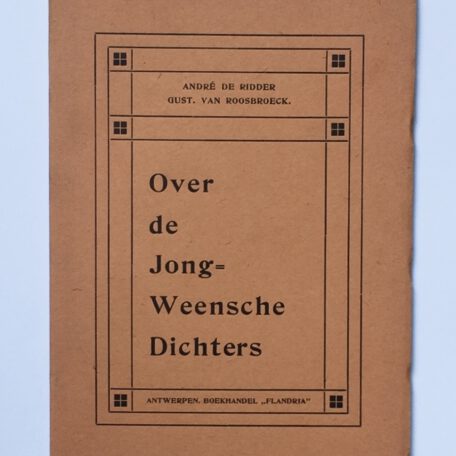 ANDRÉ DE RIDDER
GUST. VAN ROOSBROECK.
Over
de
Jong=
Weensche
Dichters
ANTWERPEN. BOEKHANDEL „FLANDRIA"